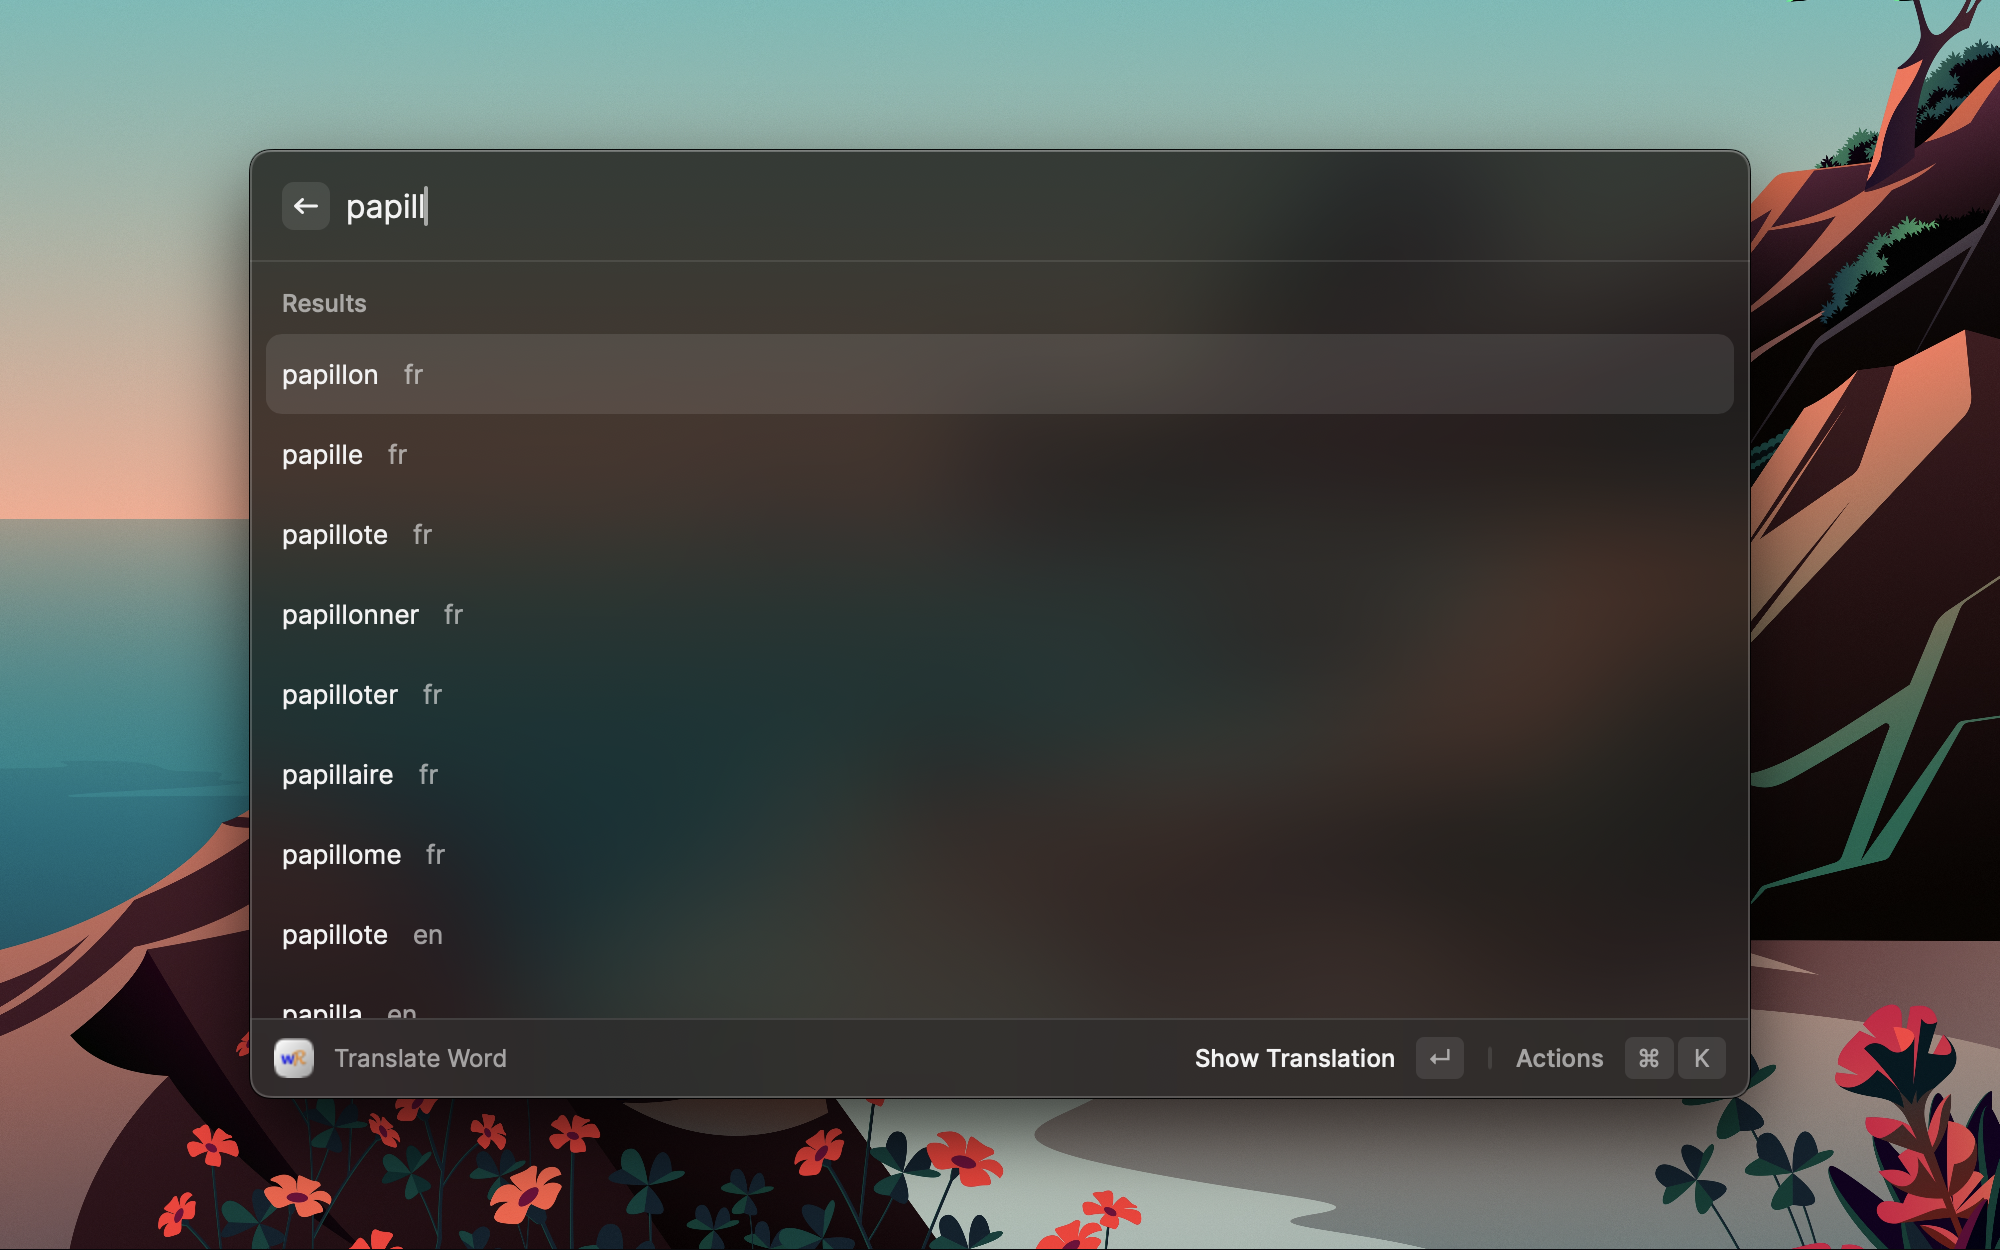 papill
Results
papillon fr
papille fr
papillote fr
papillonner fr
papilloter fr
papillaire fr
papillome fr
papillote en
papilla en
wR Translate Word Show Translation ↵ Actions ⌘ K